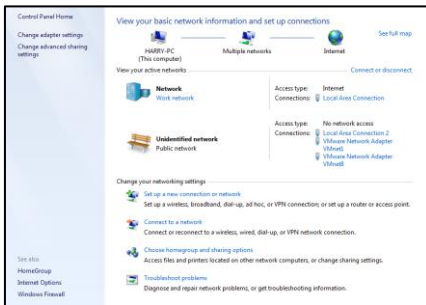 Control Panel Home
Change adapter settings
Change advanced sharing
settings
See also
HomeGroup
Internet Options
Windows Firewall
View your basic network information and set up connections
See full map
HARRY-PC
(This computer)
Multiple networks
Internet
View your active networks
Connect or disconnect
Network
Work network
Access type: Internet
Connections: Local Area Connection
Unidentified network
Public network
Access type: No network access
Connections: Local Area Connection 2
VMware Network Adapter
VMnet1
VMware Network Adapter
VMnet8
Change your networking settings
Set up a new connection or network
Set up a wireless, broadband, dial-up, ad hoc, or VPN connection; or set up a router or access point.
Connect to a network
Connect or reconnect to a wireless, wired, dial-up, or VPN network connection.
Choose homegroup and sharing options
Access files and printers located on other network computers, or change sharing settings.
Troubleshoot problems
Diagnose and repair network problems, or get troubleshooting information.